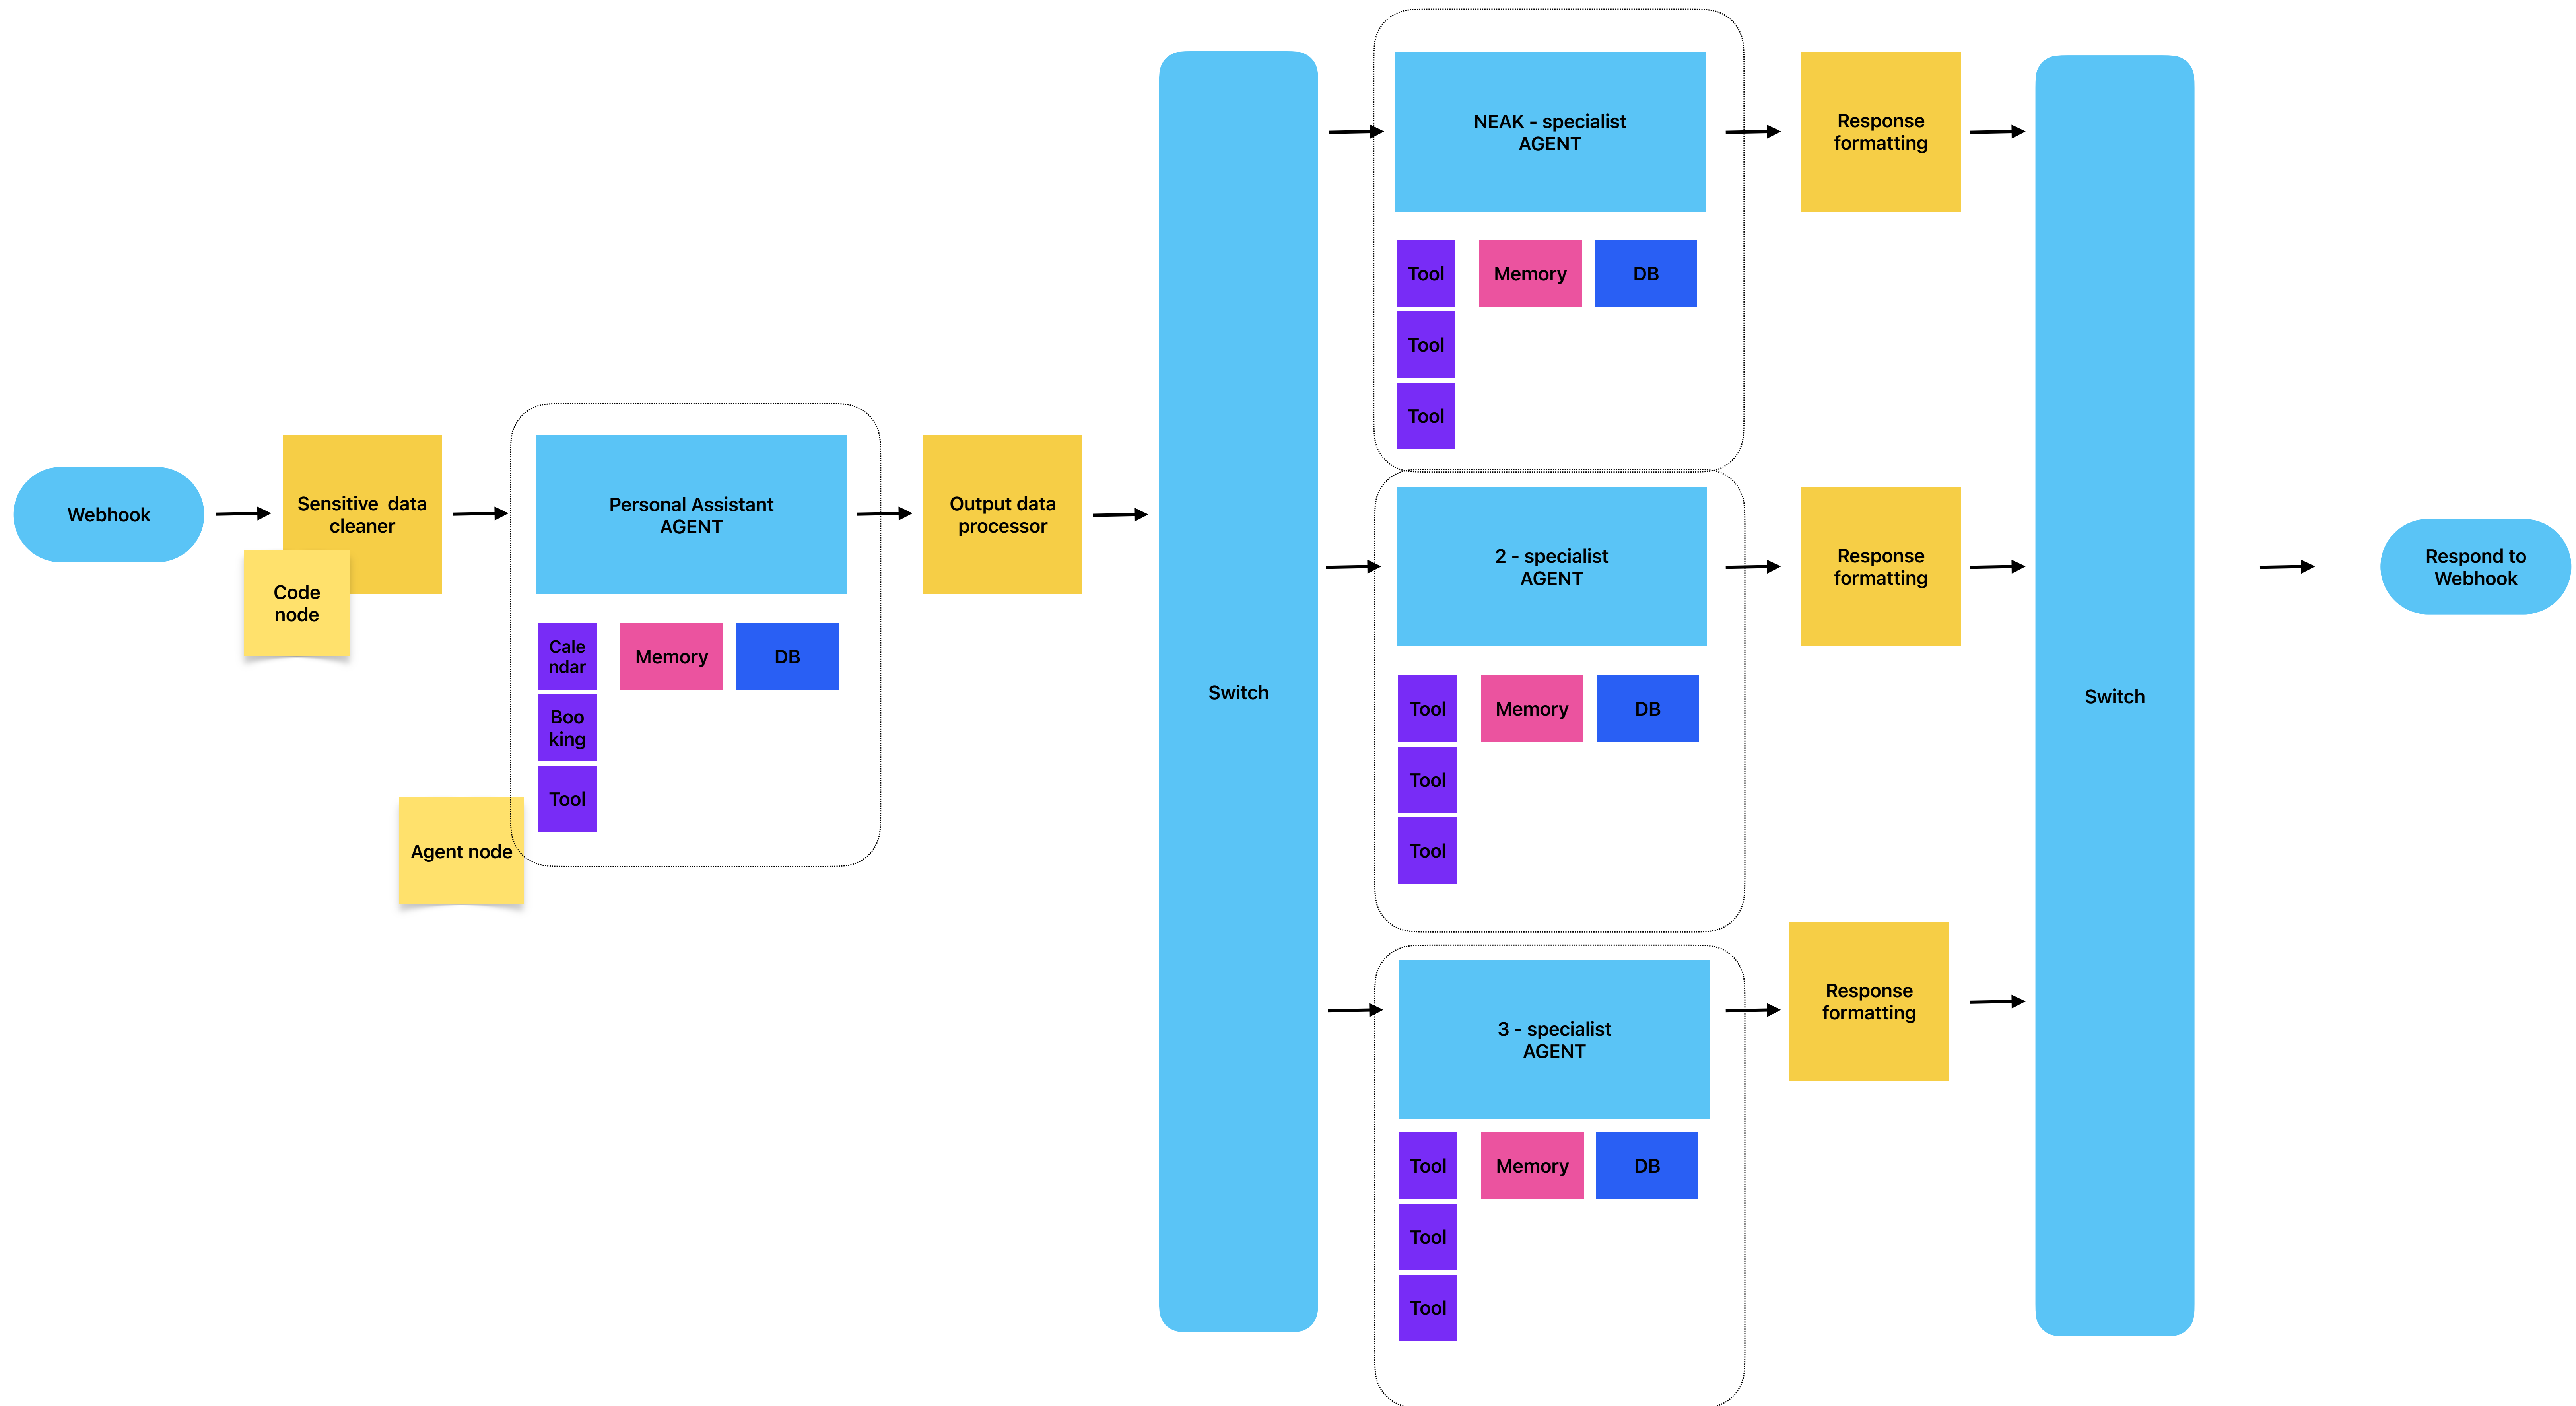 Webhook
Sensitive data
cleaner
Code
node
Personal Assistant
AGENT
Cale
ndar
Memory
DB
Boo
king
Tool
Agent node
Output data
processor
Switch
NEAK - specialist
AGENT
Tool
Memory
DB
Tool
Tool
Response
formatting
2 - specialist
AGENT
Tool
Memory
DB
Tool
Tool
Response
formatting
3 - specialist
AGENT
Tool
Memory
DB
Tool
Tool
Response
formatting
Switch
Respond to
Webhook